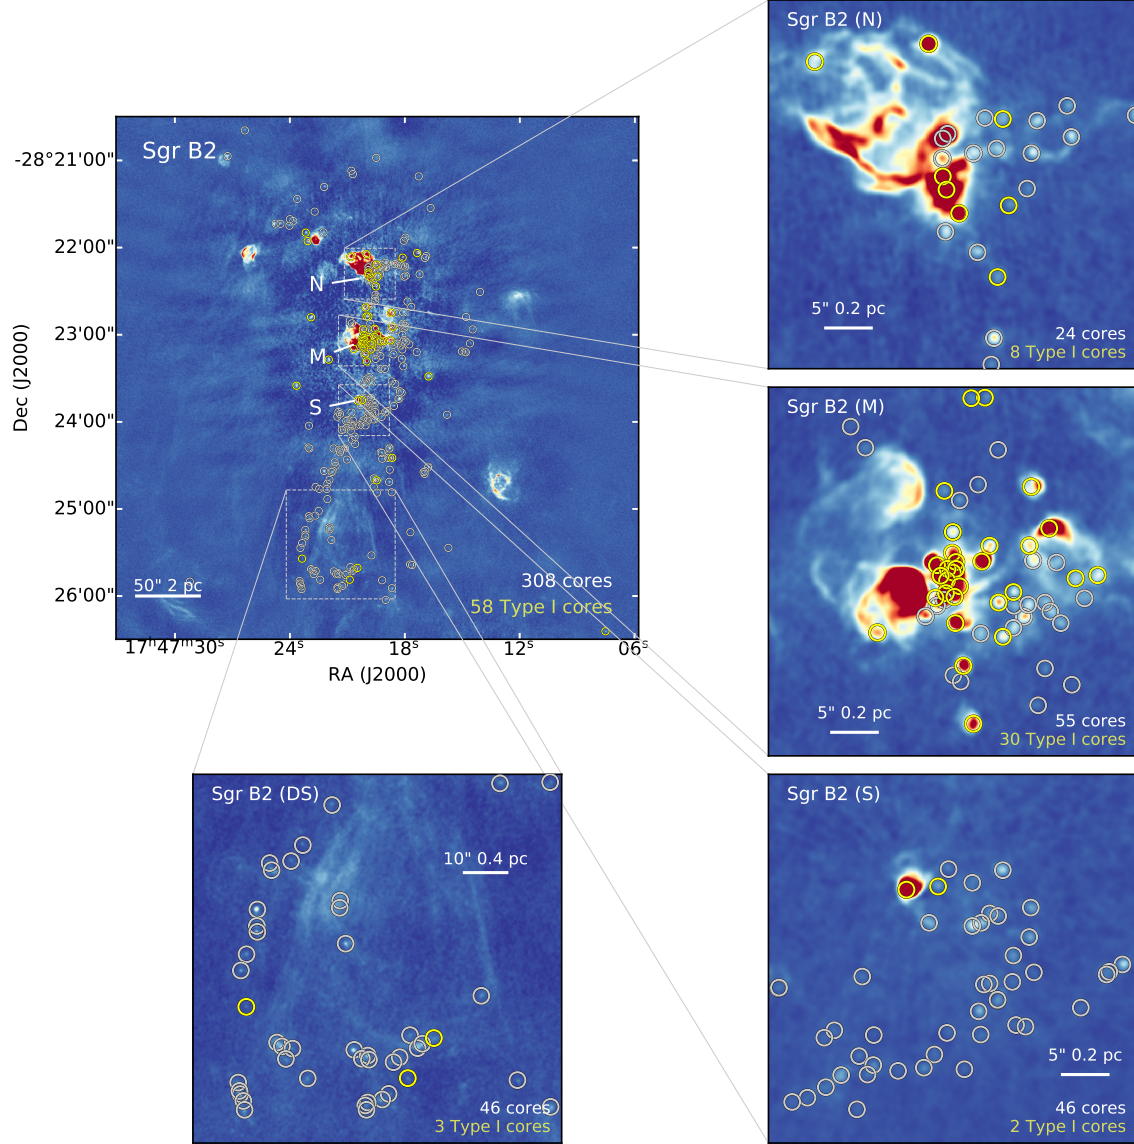 Sgr B2
N
M
S
50" 2 pc
308 cores
58 Type I cores
-28°21'00"
22'00"
23'00"
24'00"
25'00"
26'00"
Dec (J2000)
17ʰ47ᵐ30ˢ
24ˢ
18ˢ
12ˢ
06ˢ
RA (J2000)
Sgr B2 (N)
5" 0.2 pc
24 cores
8 Type I cores
Sgr B2 (M)
5" 0.2 pc
55 cores
30 Type I cores
Sgr B2 (DS)
10" 0.4 pc
46 cores
3 Type I cores
Sgr B2 (S)
5" 0.2 pc
46 cores
2 Type I cores